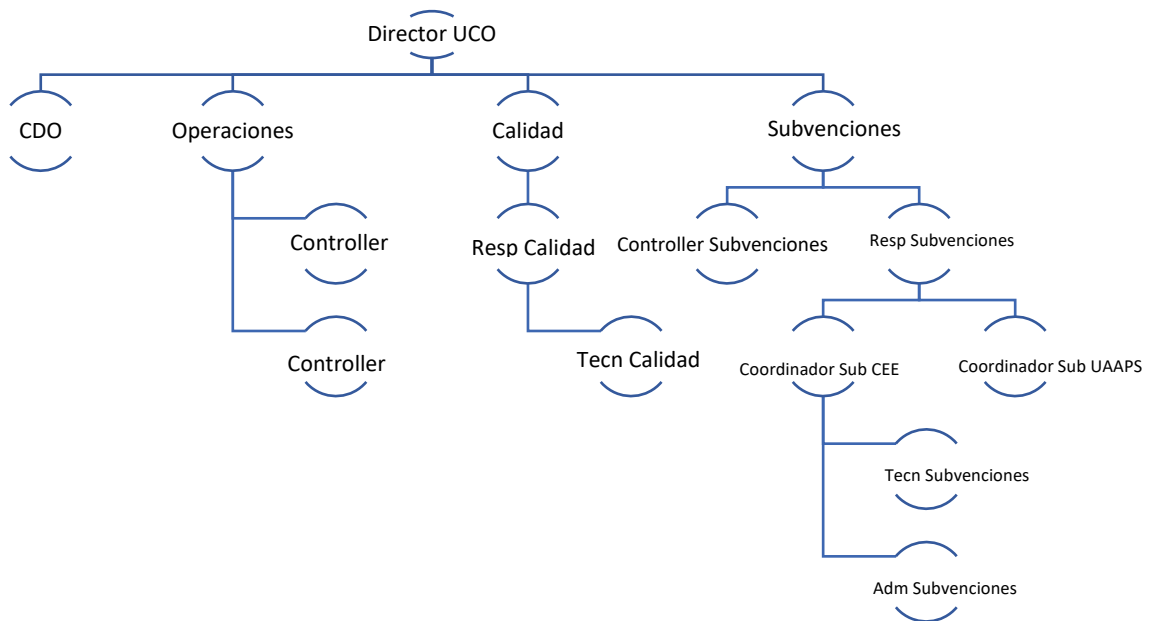 Director UCO
CDO
Operaciones
Calidad
Subvenciones
Controller
Resp Calidad
Controller Subvenciones
Resp Subvenciones
Controller
Tecn Calidad
Coordinador Sub CEE
Coordinador Sub UAAPS
Tecn Subvenciones
Adm Subvenciones